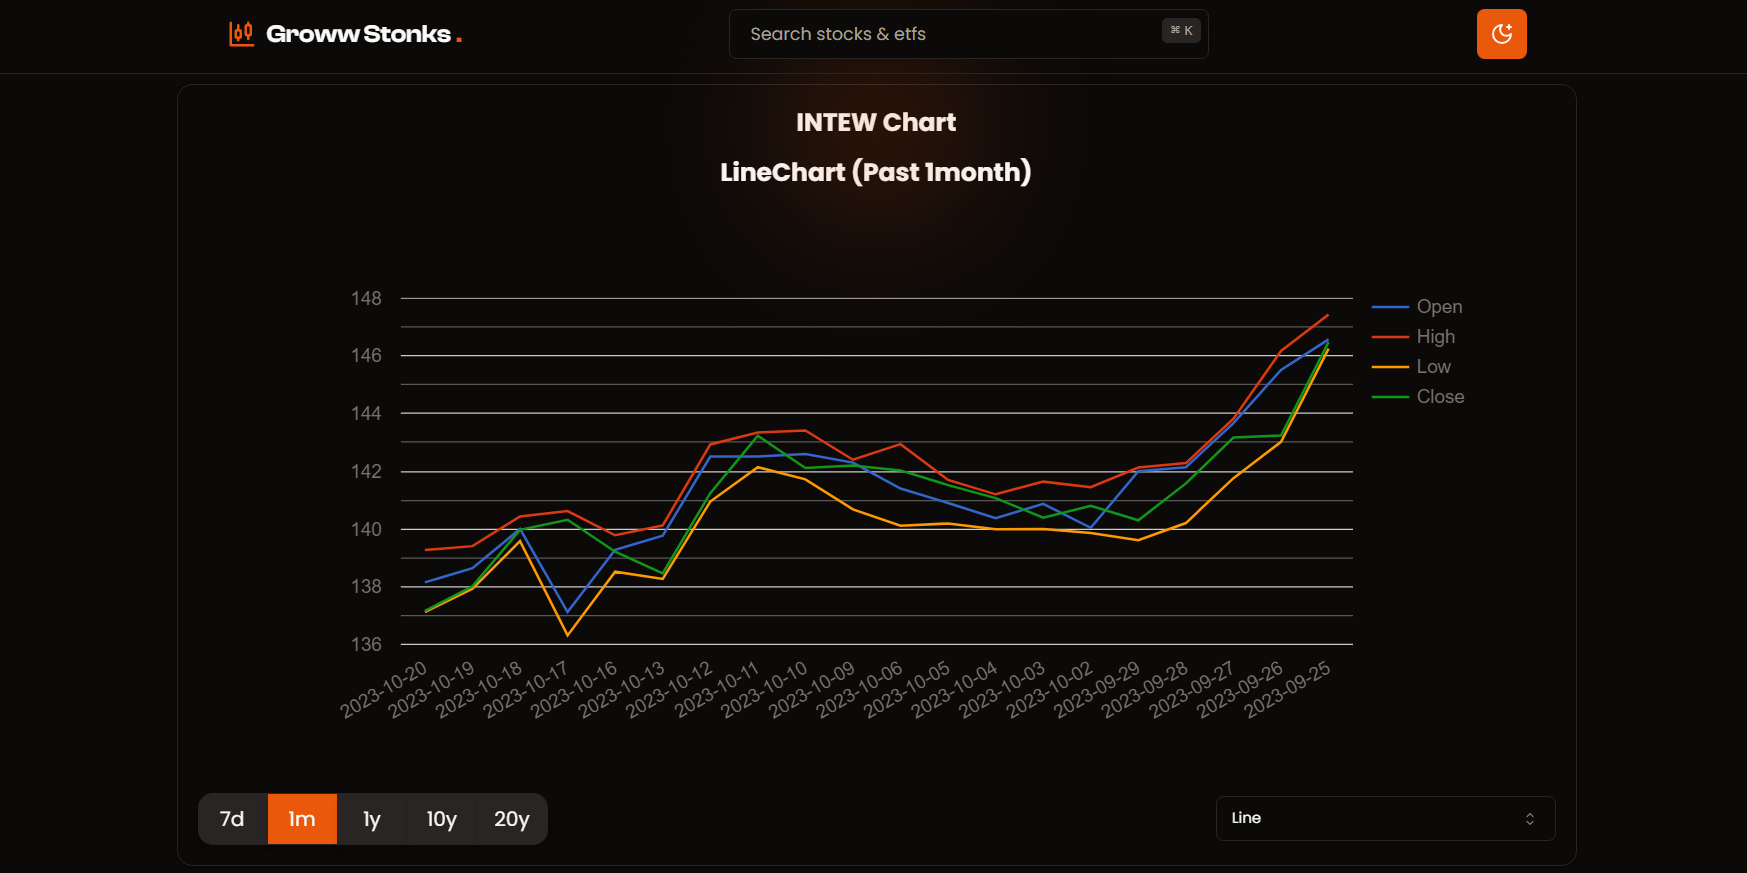 Groww Stonks .
Search stocks & etfs
⌘ K
INTEW Chart
LineChart (Past 1month)
148
146
144
142
140
138
136
Open
High
Low
Close
2023-10-20
2023-10-19
2023-10-18
2023-10-17
2023-10-16
2023-10-13
2023-10-12
2023-10-11
2023-10-10
2023-10-09
2023-10-06
2023-10-05
2023-10-04
2023-10-03
2023-10-02
2023-09-29
2023-09-28
2023-09-27
2023-09-26
2023-09-25
7d 1m 1y 10y 20y
Line